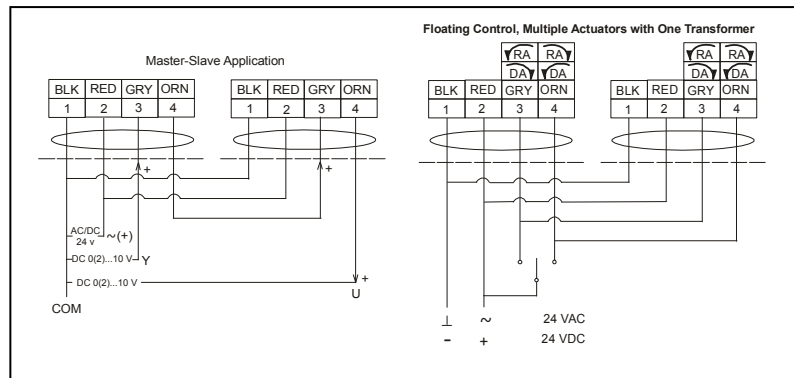 Master-Slave Application
BLK RED GRY ORN
1 2 3 4
BLK RED GRY ORN
1 2 3 4
+
+
AC/DC
24 v
~(+)
DC 0(2)...10 V
Y
DC 0(2)...10 V
+
U
COM
Floating Control, Multiple Actuators with One Transformer
RA RA
DA DA
BLK RED GRY ORN
1 2 3 4
RA RA
DA DA
BLK RED GRY ORN
1 2 3 4
⊥ ~ 24 VAC
- + 24 VDC